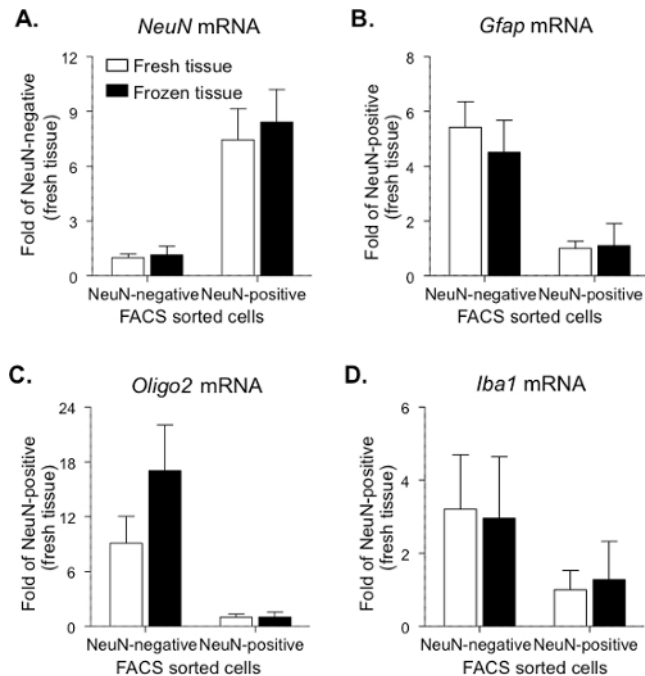 A.
NeuN mRNA
Fold of NeuN-negative
(fresh tissue)
12
9
6
3
0
Fresh tissue
Frozen tissue
NeuN-negative NeuN-positive
FACS sorted cells
B.
Gfap mRNA
Fold of NeuN-positive
(fresh tissue)
8
6
4
2
0
NeuN-negative NeuN-positive
FACS sorted cells
C.
Oligo2 mRNA
Fold of NeuN-positive
(fresh tissue)
24
18
12
6
0
NeuN-negative NeuN-positive
FACS sorted cells
D.
Iba1 mRNA
Fold of NeuN-positive
(fresh tissue)
6
4
2
0
NeuN-negative NeuN-positive
FACS sorted cells